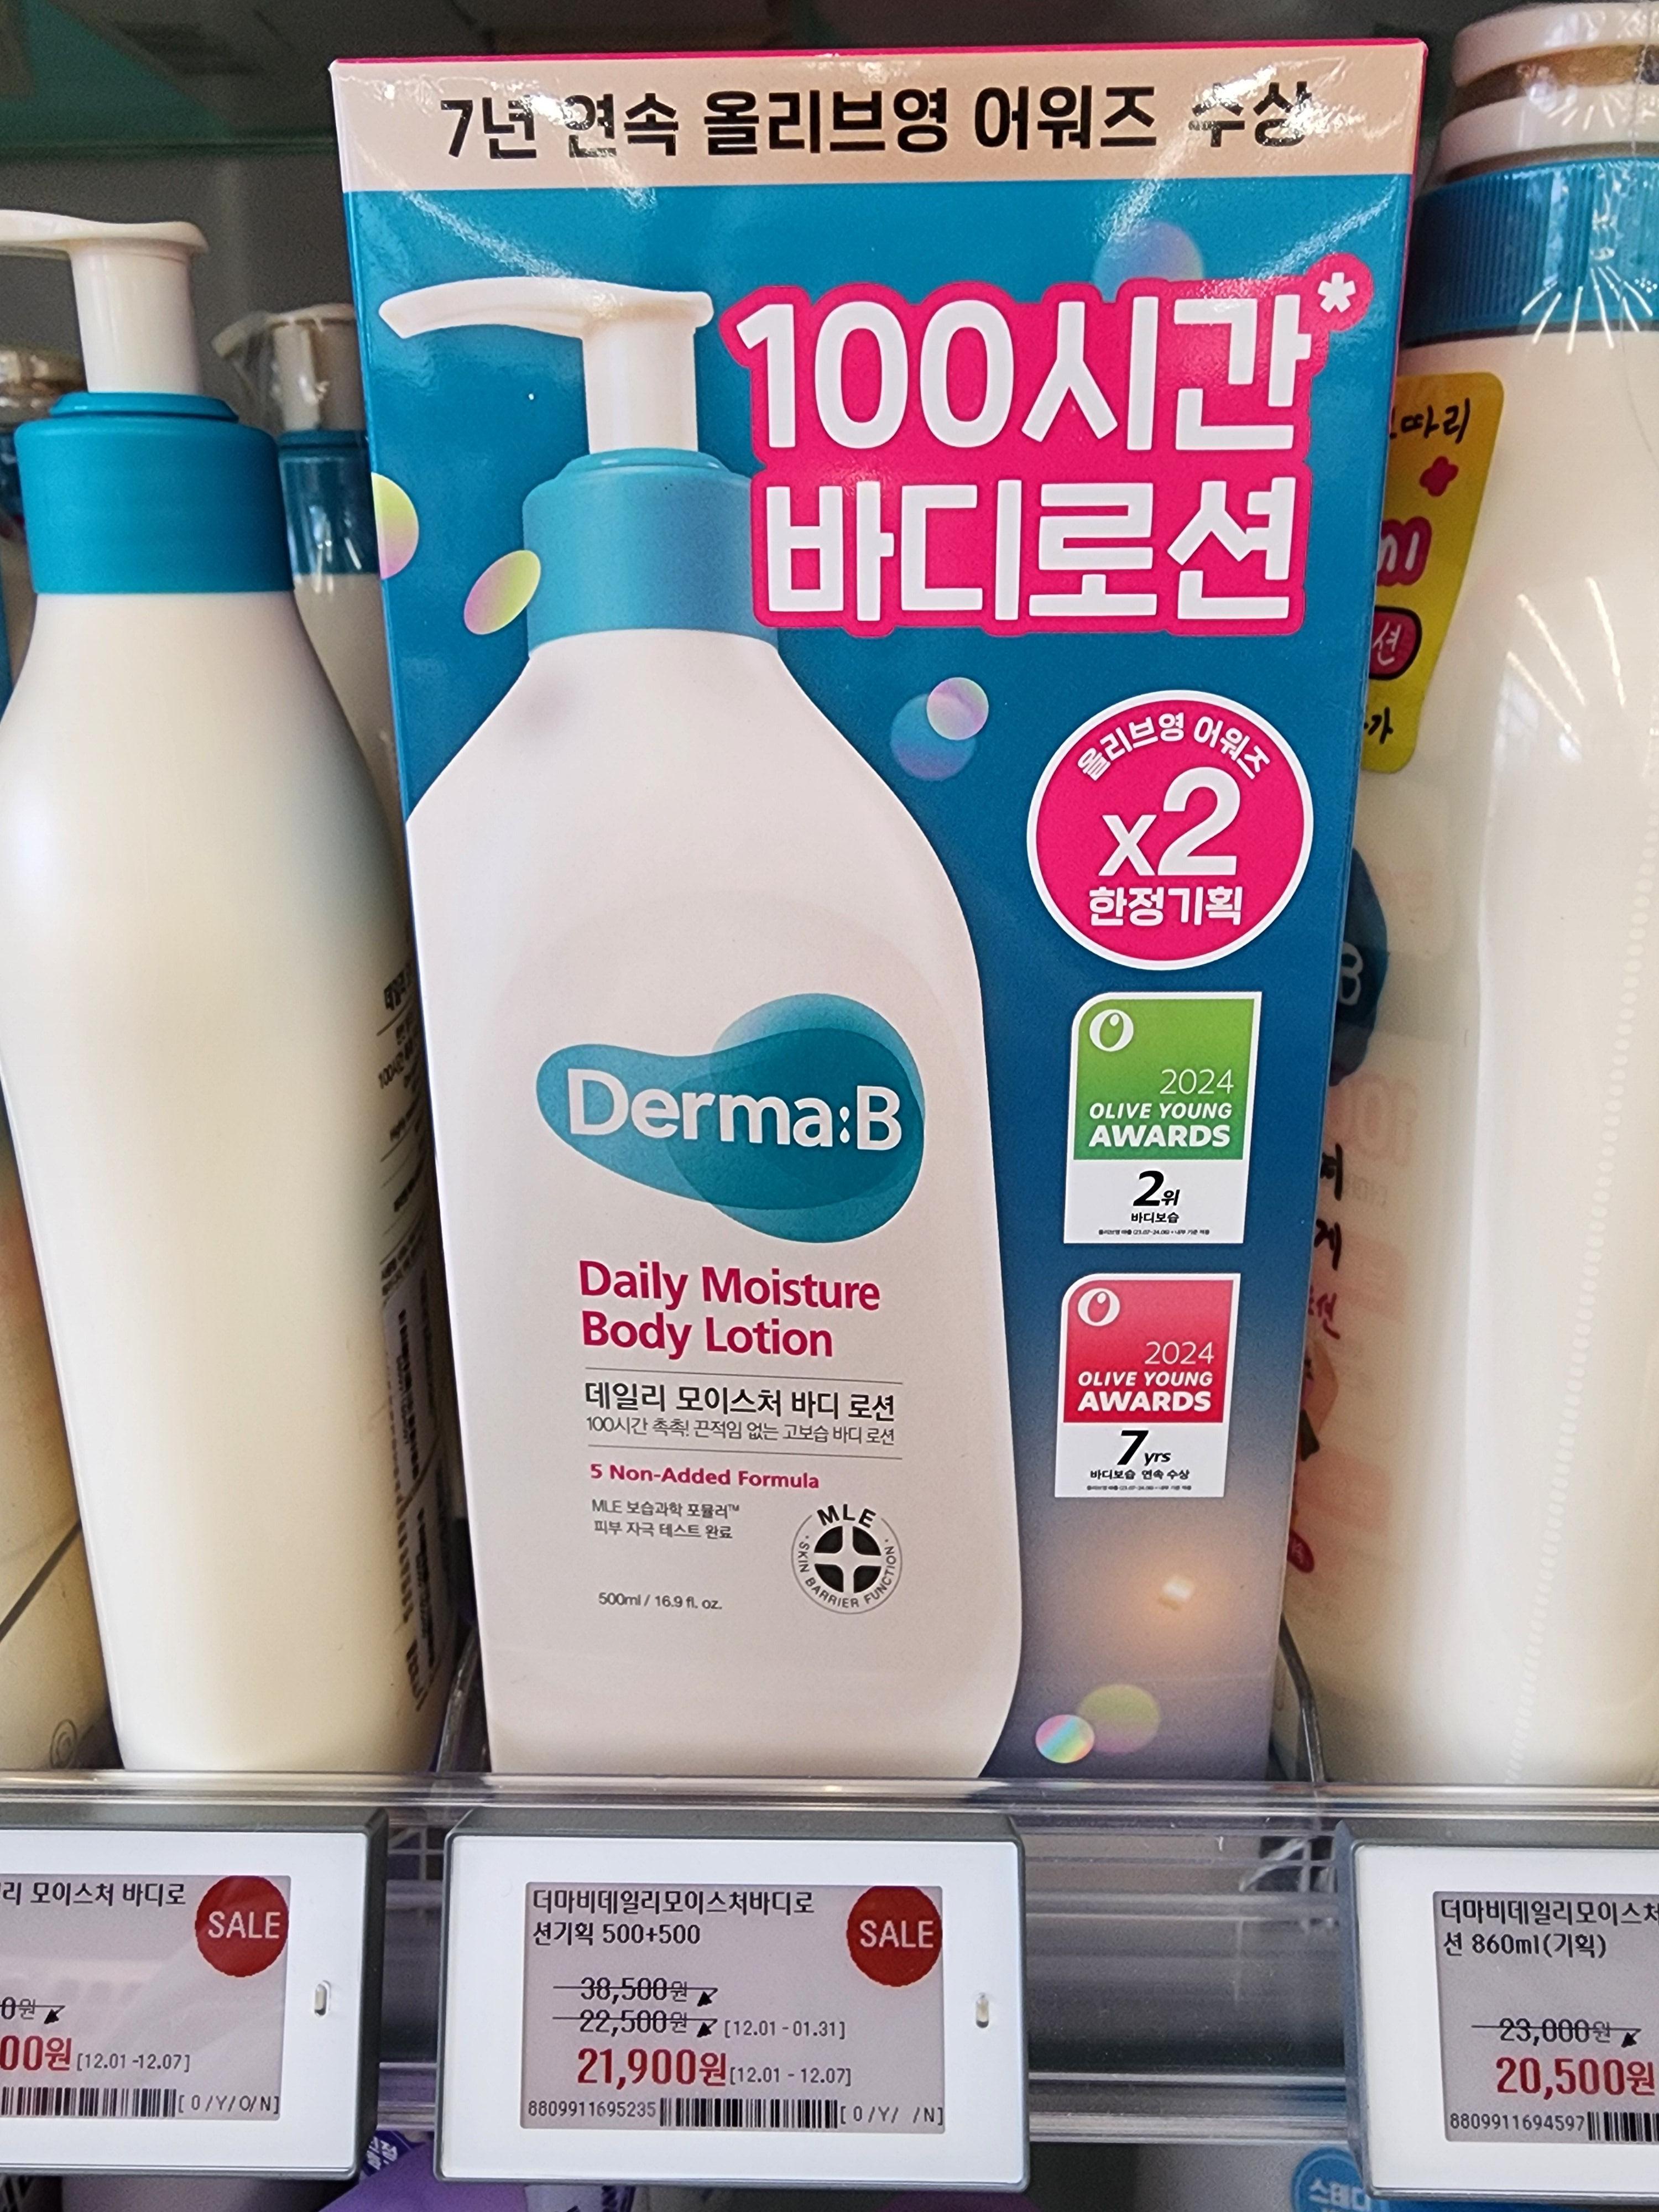 7년 연속 올리브영 어워즈 수상
100시간*
바디로션
올리브영 어워즈
x2
한정기획
2024
OLIVE YOUNG
AWARDS
2위
바디보습
2024
OLIVE YOUNG
AWARDS
7 yrs
바디보습 연속 수상
Derma:B
Daily Moisture
Body Lotion
데일리 모이스처 바디 로션
100시간 촉촉! 끈적임 없는 고보습 바디 로션
5 Non-Added Formula
MLE 보습과학 포뮬러™
피부 자극 테스트 완료
MLE
SKIN BARRIER FUNCTION
500ml / 16.9 fl. oz.
리 모이스처 바디로
SALE
0원
00원 [12.01 -12.07]
[ O /Y/O/ N]
더마비데일리모이스처바디로
션기획 500+500
SALE
38,500원
22,500원 [12.01 - 01.31]
21,900원 [12.01 - 12.07]
8809911695235 [ O /Y/ /N]
더마비데일리모이스처
션 860ml(기획)
23,000원
20,500원
8809911694597